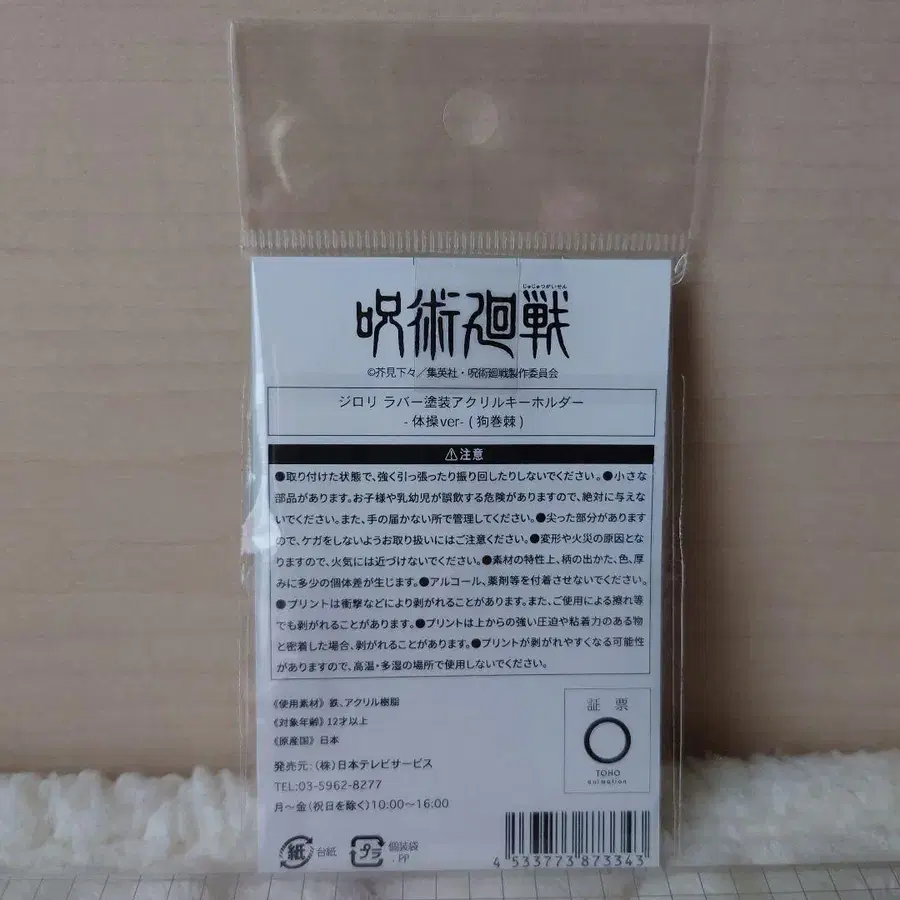 じゅじゅつかいせん
呪術廻戦
©芥見下々／集英社・呪術廻戦製作委員会
ジロリ ラバー塗装アクリルキーホルダー
- 体操ver- ( 狗巻棘 )
⚠注意
●取り付けた状態で、強く引っ張ったり振り回したりしないでください。●小さな
部品があります。お子様や乳幼児が誤飲する危険がありますので、絶対に与えな
いでください。また、手の届かない所で管理してください。●尖った部分があります
ので、ケガをしないようお取り扱いにはご注意ください。●変形や火災の原因とな
りますので、火気には近づけないでください。●素材の特性上、柄の出かた、色、厚
みに多少の個体差が生じます。●アルコール、薬剤等を付着させないでください。
●プリントは衝撃などにより剥がれることがあります。また、ご使用による擦れ等
でも剥がれることがあります。●プリントは上からの強い圧迫や粘着力のある物
と密着した場合、剥がれることがあります。●プリントが剥がれやすくなる可能性
がありますので、高温・多湿の場所で使用しないでください。
《使用素材》 鉄、アクリル樹脂
《対象年齢》 12才以上
《原産国》 日本
発売元：（株）日本テレビサービス
TEL:03-5962-8277
月〜金（祝日を除く）10:00〜16:00
証 票
TOHO
animation
紙 台紙
プラ 個装袋
: PP
4 533773 873343